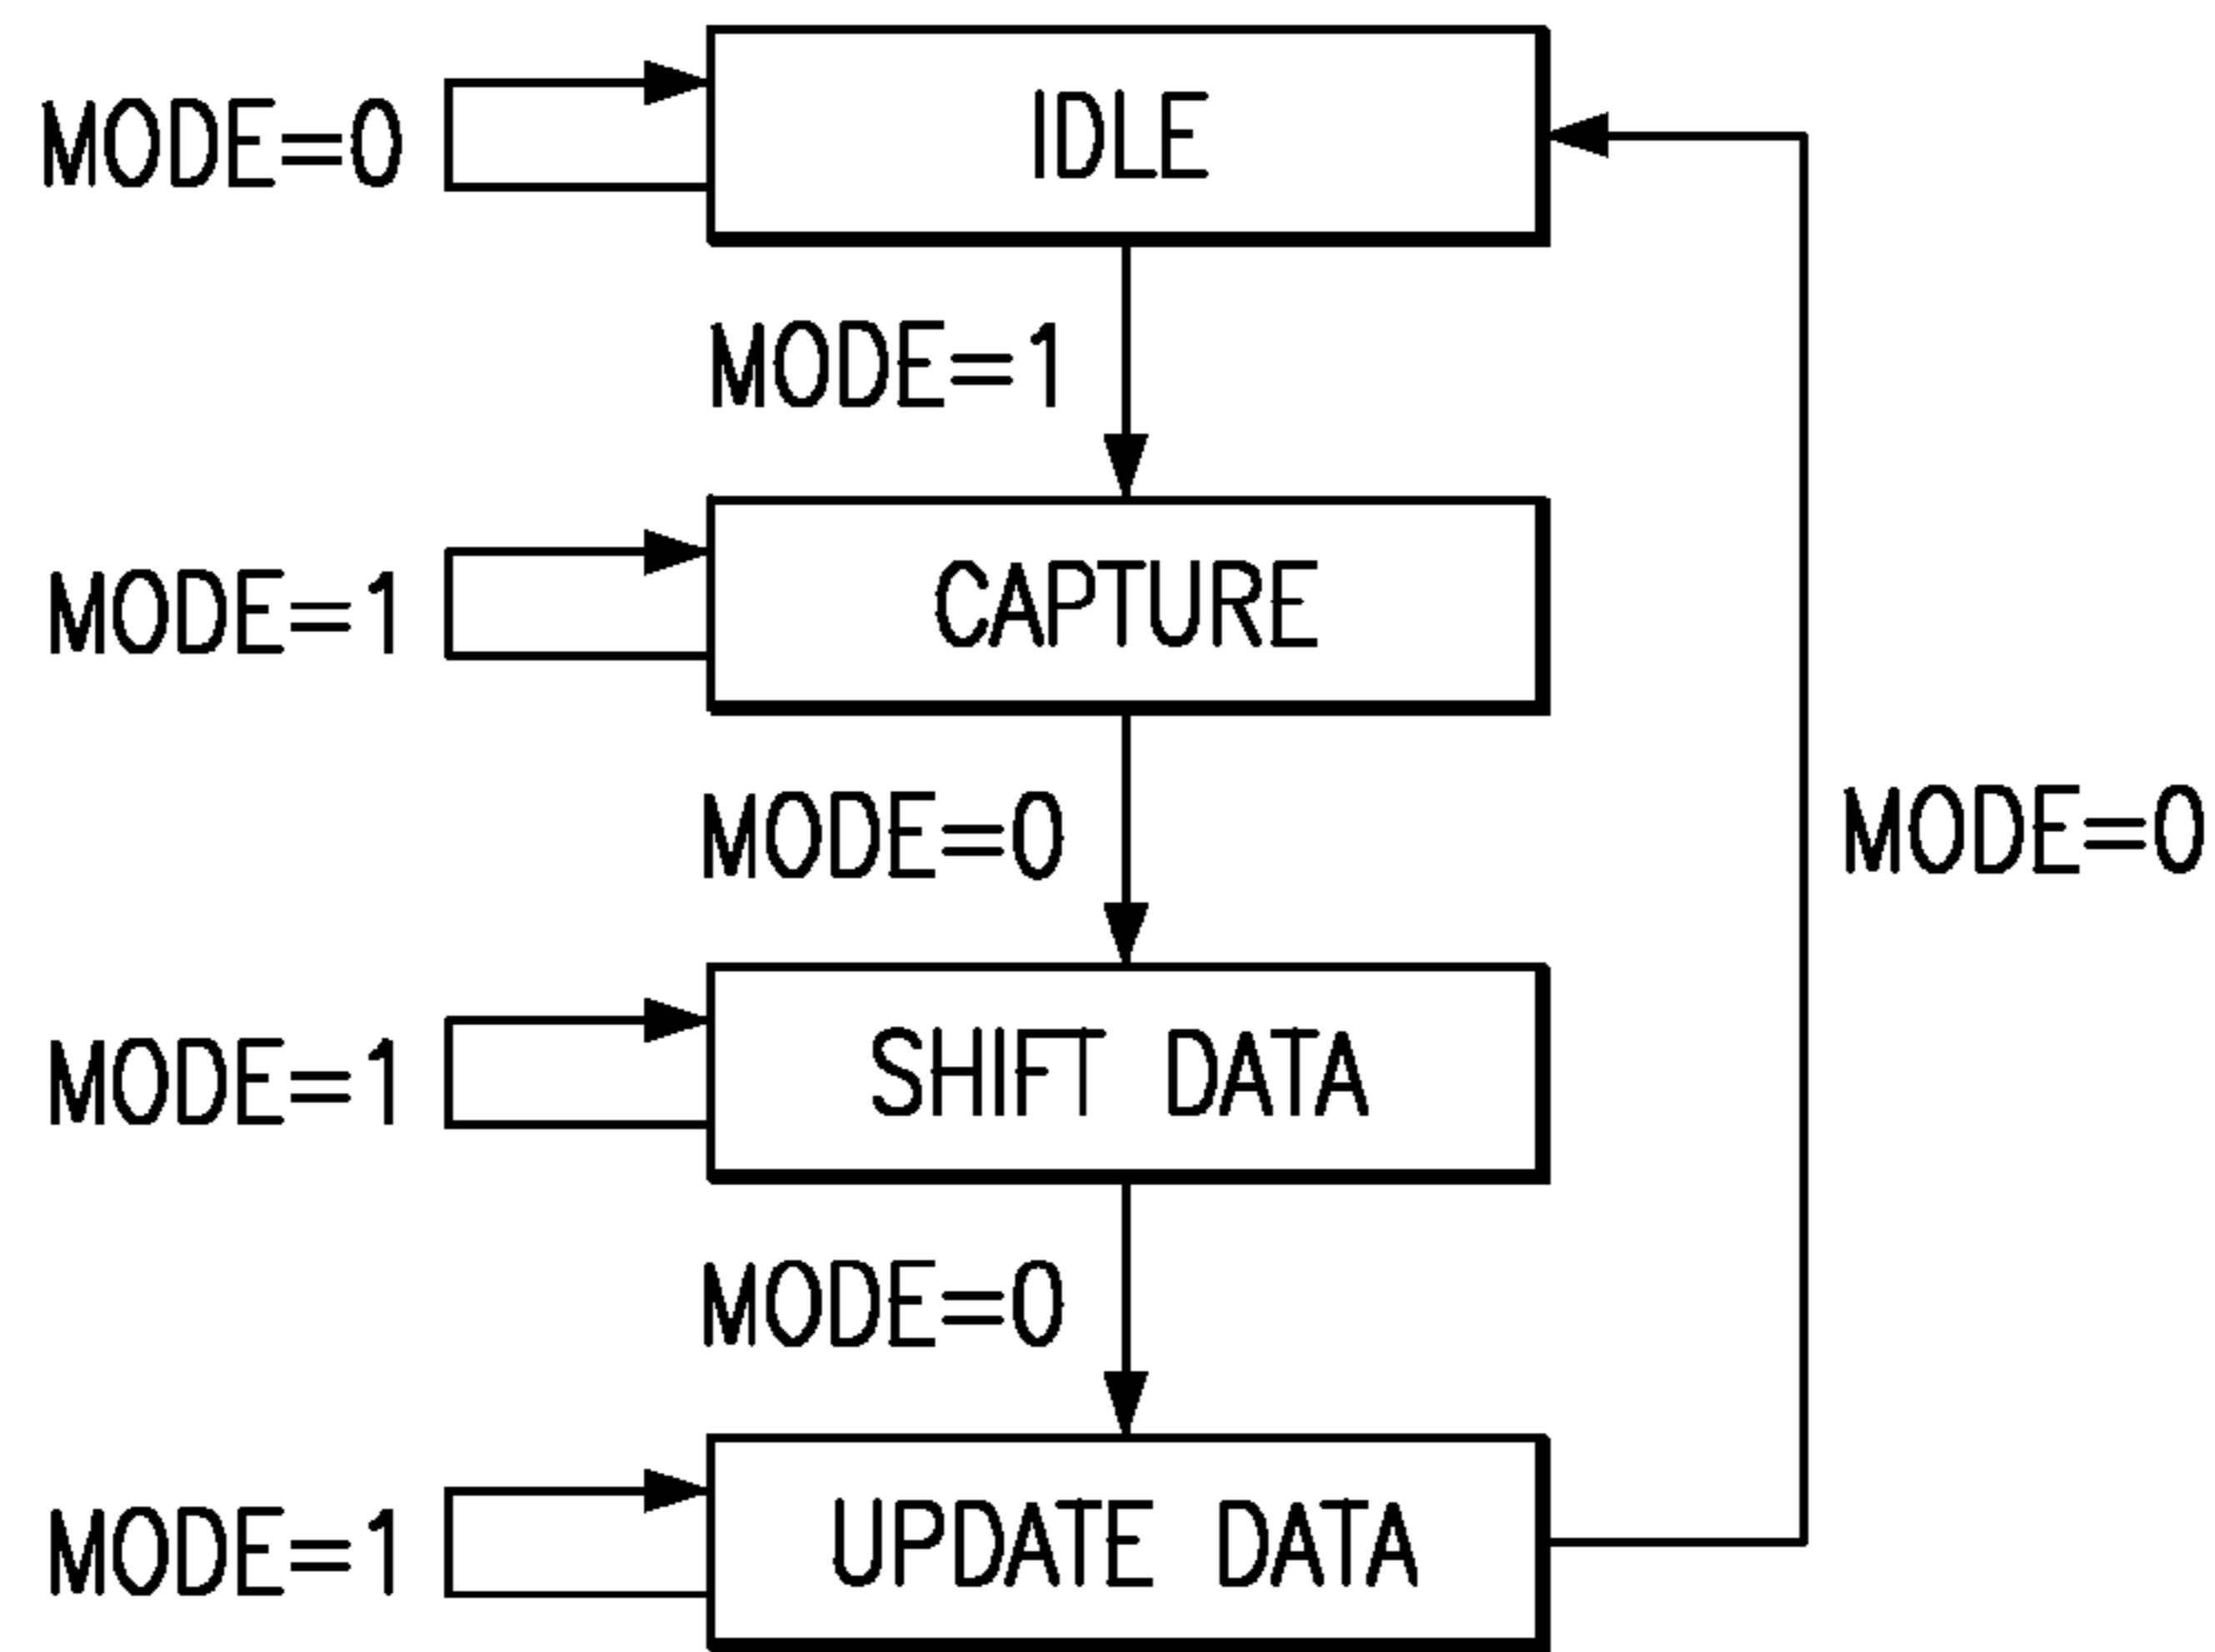 IDLE
MODE=0
MODE=1
CAPTURE
MODE=1
MODE=0
MODE=0
SHIFT DATA
MODE=1
MODE=0
UPDATE DATA
MODE=1